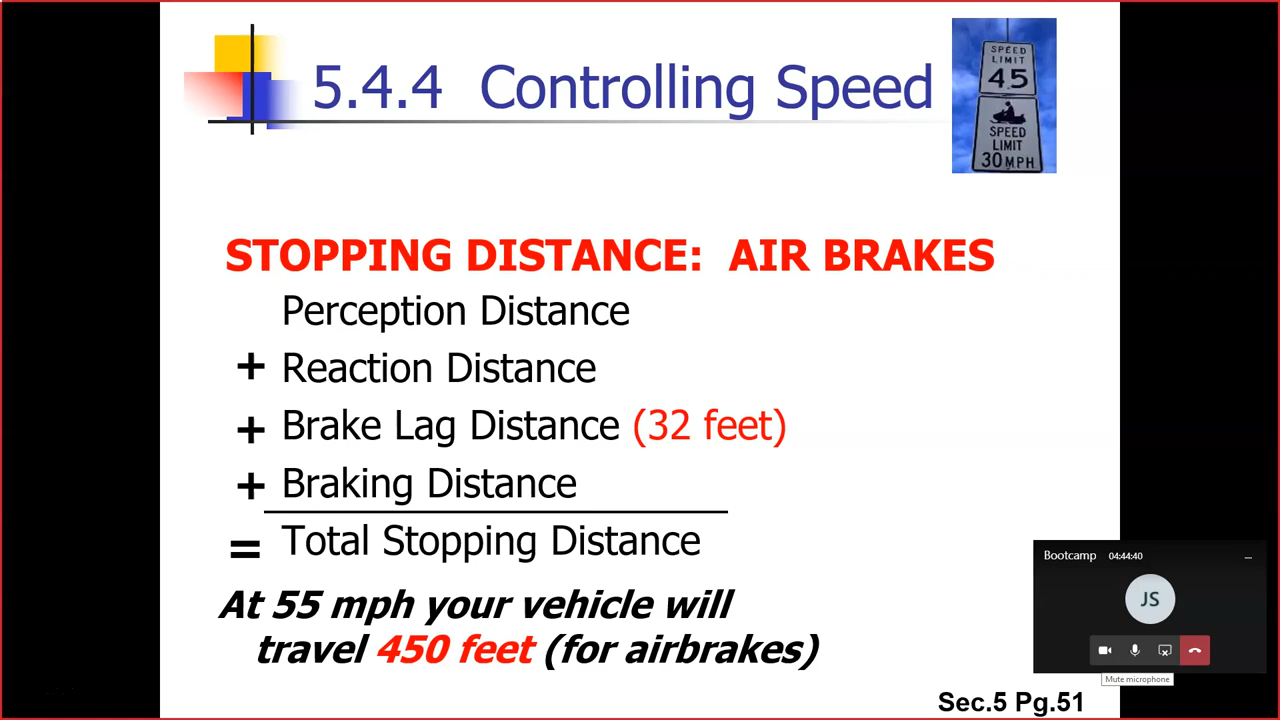 5.4.4 Controlling Speed
SPEED
LIMIT
45
SPEED
LIMIT
30 MPH
STOPPING DISTANCE: AIR BRAKES
Perception Distance
+ Reaction Distance
+ Brake Lag Distance (32 feet)
+ Braking Distance
= Total Stopping Distance
At 55 mph your vehicle will
travel 450 feet (for airbrakes)
Bootcamp 04:44:40
JS
Mute microphone
Sec.5 Pg.51